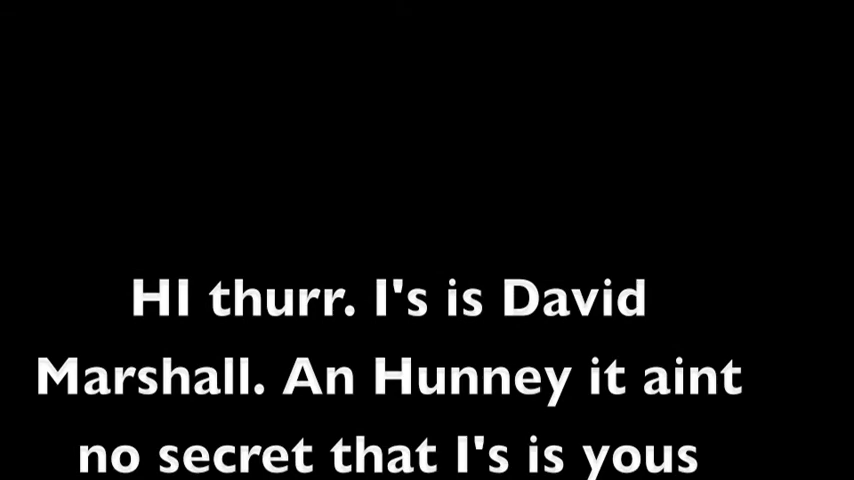 HI thurr. I's is David
Marshall. An Hunney it aint
no secret that I's is yous